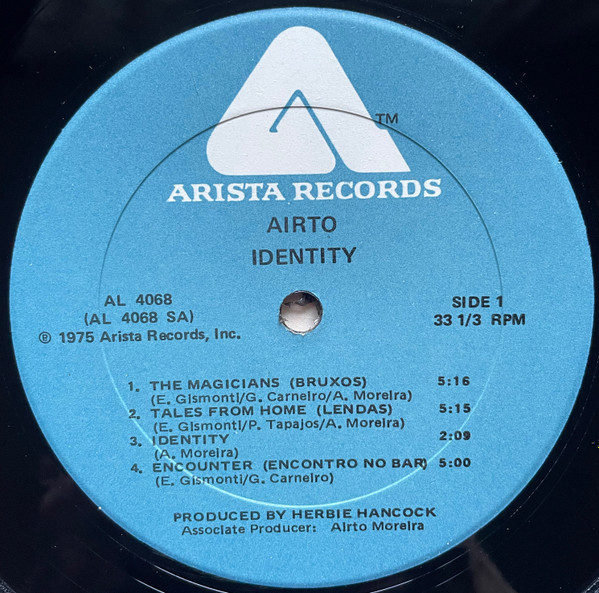 TM
ARISTA RECORDS
AIRTO
IDENTITY
AL 4068
(AL 4068 SA)
℗ 1975 Arista Records, Inc.
SIDE 1
33 1/3 RPM
1. THE MAGICIANS (BRUXOS) 5:16
(E. Gismonti/G. Carneiro/A. Moreira)
2. TALES FROM HOME (LENDAS) 5:15
(E. Gismonti/P. Tapajos/A. Moreira)
3. IDENTITY 2:09
(A. Moreira)
4. ENCOUNTER (ENCONTRO NO BAR) 5:00
(E. Gismonti/G. Carneiro)
PRODUCED BY HERBIE HANCOCK
Associate Producer: Airto Moreira